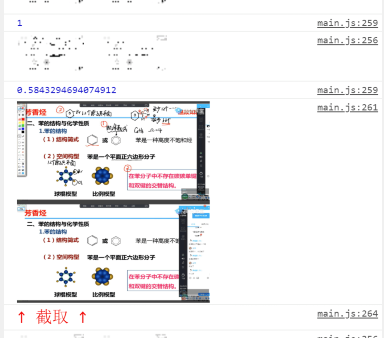 1
main.js:259
main.js:256
0.5843294694074912
main.js:259
main.js:261
芳香烃
二、苯的结构与化学性质
1.苯的结构
（1）结构简式
或
苯是一种高度不饱和烃
（2）空间构型 苯是一个平面正六边形分子
在苯分子中不存在碳碳单键
和双键的交替结构。
球棍模型 比例模型
芳香烃
二、苯的结构与化学性质
1.苯的结构
（1）结构简式
或
苯是一种高度不饱
（2）空间构型 苯是一个平面正六边形分子
在苯分子中不存在碳
和双键的交替结构。
球棍模型 比例模型
↑ 截取 ↑
main.js:264
main.js:256